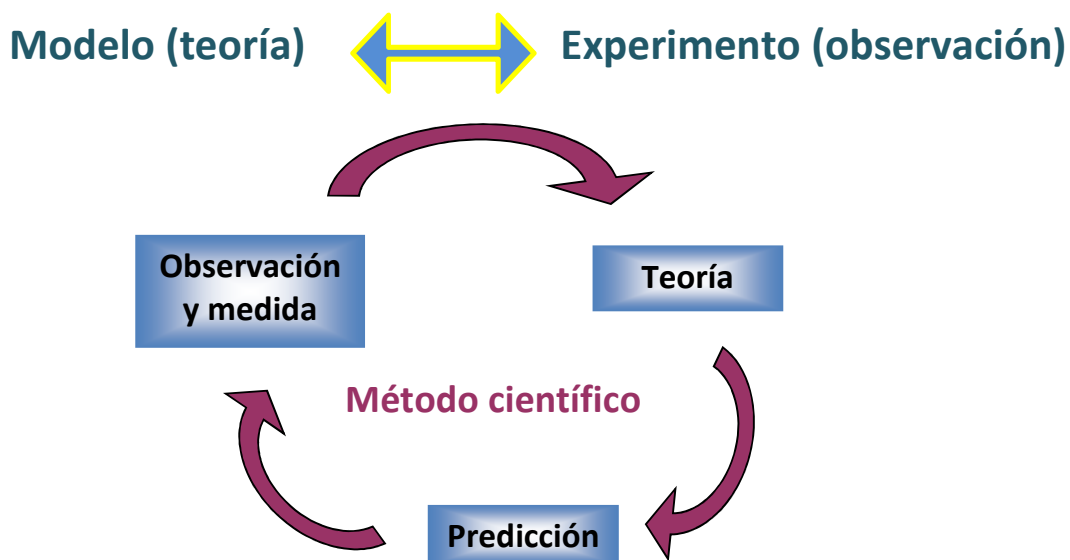 Modelo (teoría)
Experimento (observación)
Observación
y medida
Teoría
Método científico
Predicción